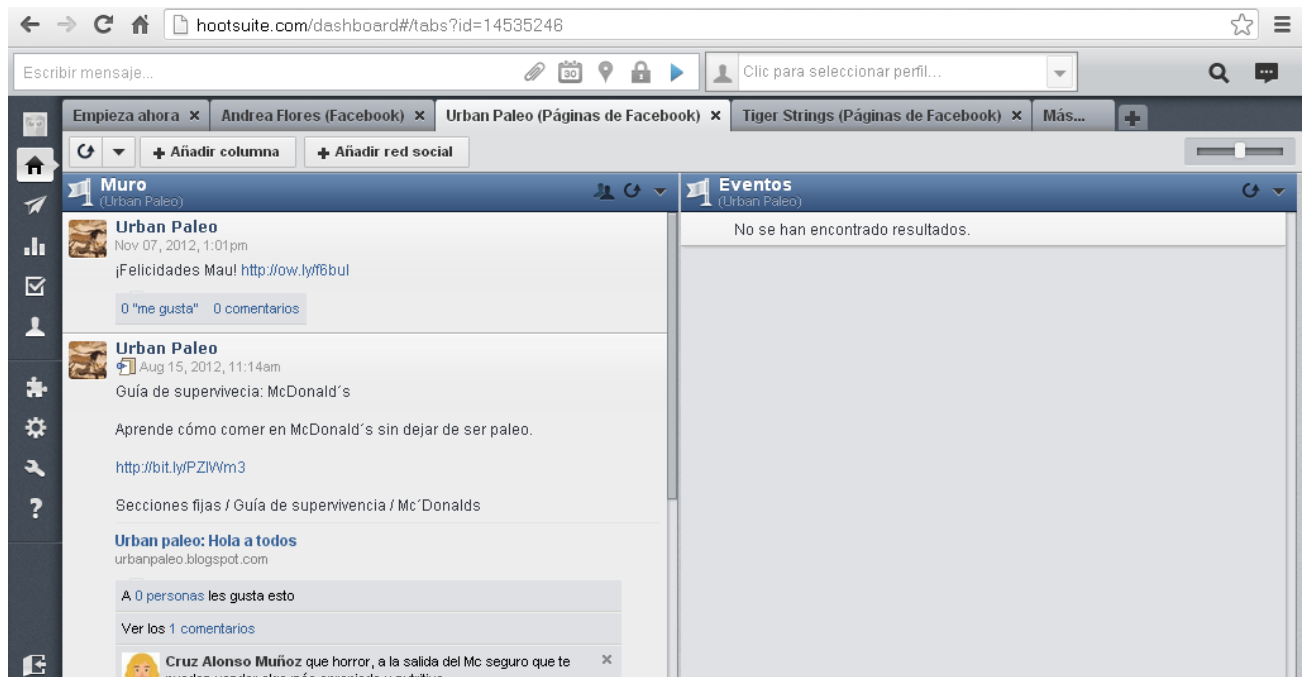 hootsuite.com/dashboard#/tabs?id=14535246
Escribir mensaje...
30
Clic para seleccionar perfil...
Empieza ahora × Andrea Flores (Facebook) × Urban Paleo (Páginas de Facebook) × Tiger Strings (Páginas de Facebook) × Más...
+ Añadir columna + Añadir red social
Muro
(Urban Paleo)
Urban Paleo
Nov 07, 2012, 1:01pm
¡Felicidades Mau! http://ow.ly/f6buI
0 "me gusta" 0 comentarios
Urban Paleo
Aug 15, 2012, 11:14am
Guía de supervivecia: McDonald´s
Aprende cómo comer en McDonald´s sin dejar de ser paleo.
http://bit.ly/PZIWm3
Secciones fijas / Guía de supervivencia / Mc´Donalds
Urban paleo: Hola a todos
urbanpaleo.blogspot.com
A 0 personas les gusta esto
Ver los 1 comentarios
Cruz Alonso Muñoz que horror, a la salida del Mc seguro que te
Eventos
(Urban Paleo)
No se han encontrado resultados.